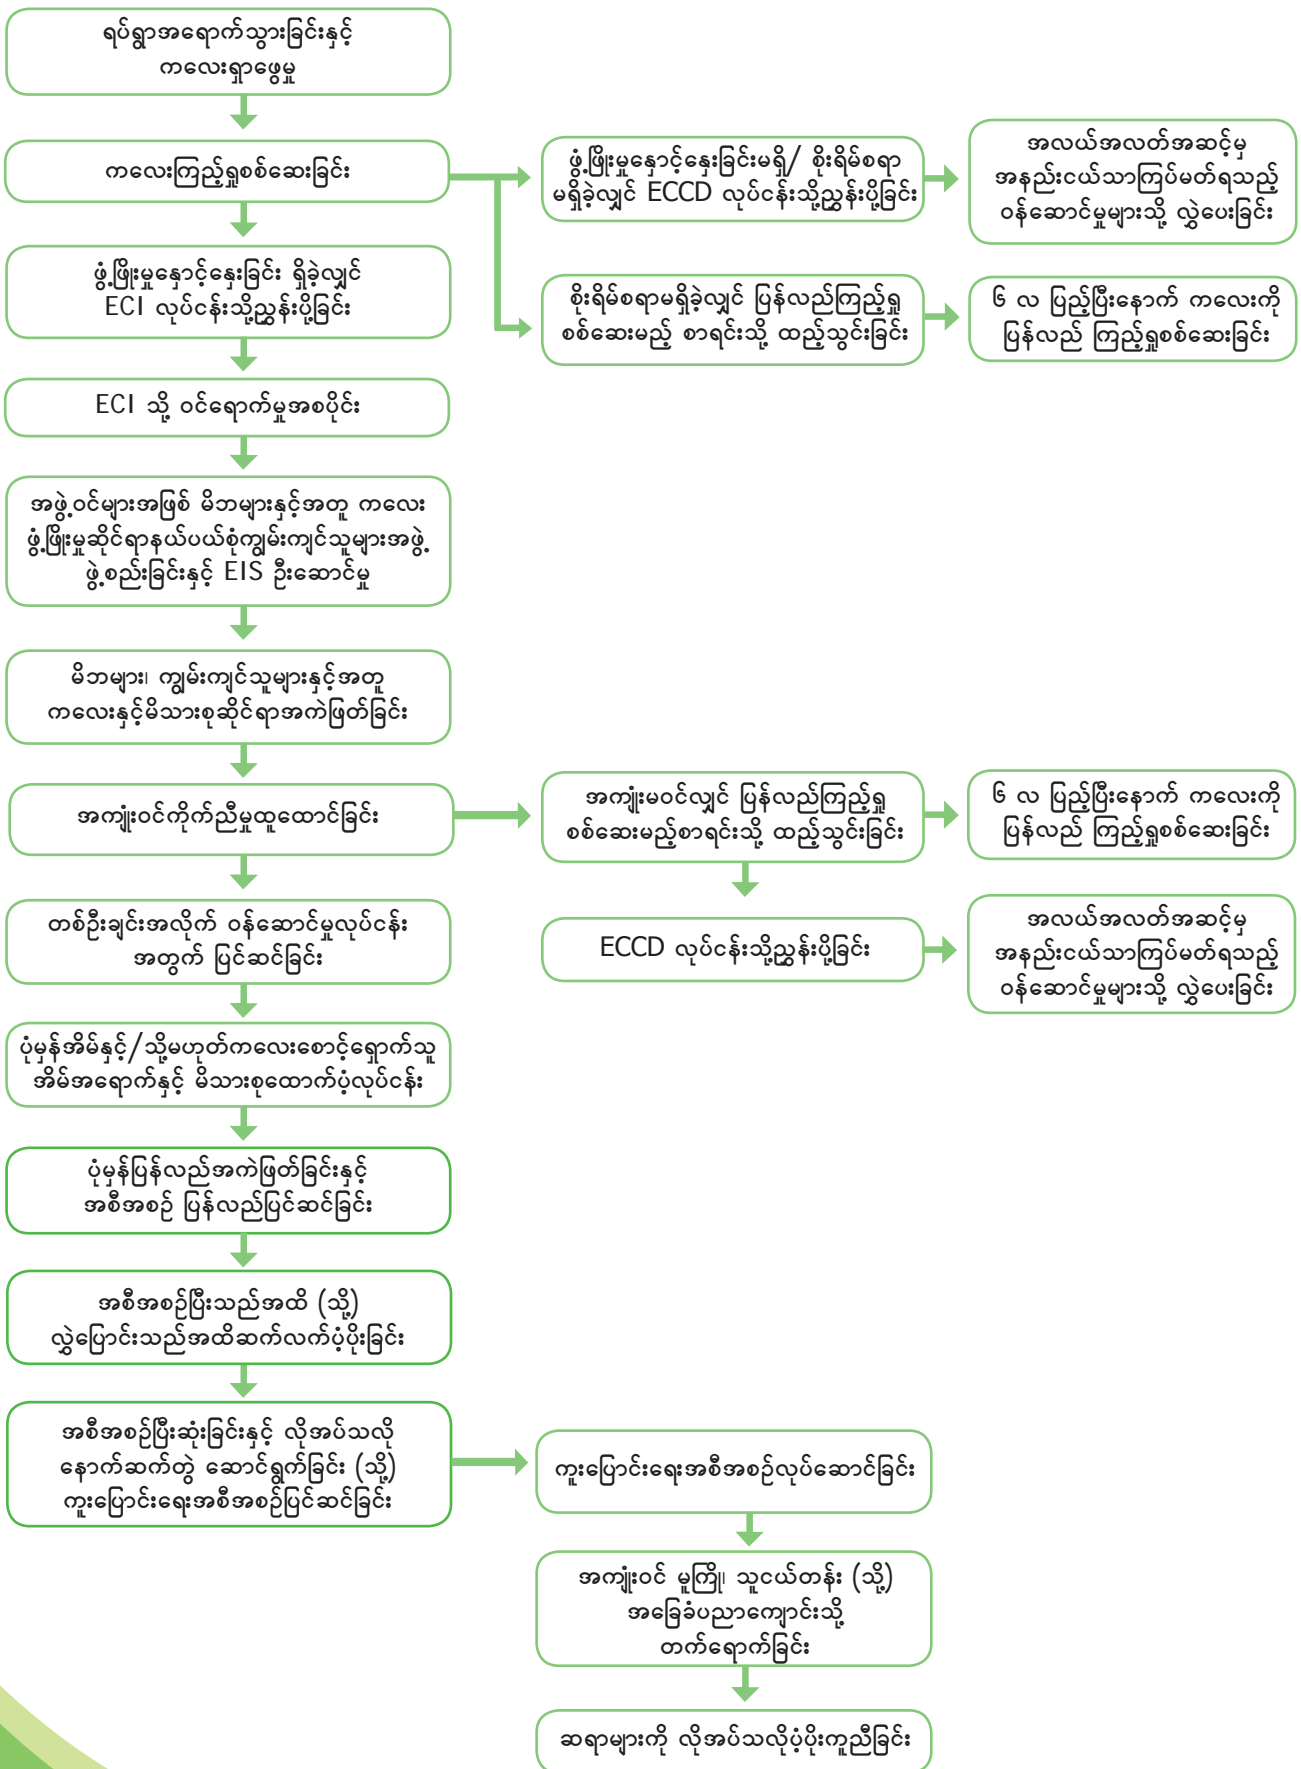 ရပ်ရွာအရောက်သွားခြင်းနှင့်
ကလေးရှာဖွေမှု
ကလေးကြည့်ရှုစစ်ဆေးခြင်း
ဖွံ့ဖြိုးမှုနှောင့်နှေးခြင်းမရှိ/ စိုးရိမ်စရာ
မရှိခဲ့လျှင် ECCD လုပ်ငန်းသို့ညွှန်းပို့ခြင်း
အလယ်အလတ်အဆင့်မှ
အနည်းငယ်သာကြပ်မတ်ရသည့်
ဝန်ဆောင်မှုများသို့ လွှဲပေးခြင်း
ဖွံ့ဖြိုးမှုနှောင့်နှေးခြင်း ရှိခဲ့လျှင်
ECI လုပ်ငန်းသို့ညွှန်းပို့ခြင်း
စိုးရိမ်စရာမရှိခဲ့လျှင် ပြန်လည်ကြည့်ရှု
စစ်ဆေးမည့် စာရင်းသို့ ထည့်သွင်းခြင်း
၆ လ ပြည့်ပြီးနောက် ကလေးကို
ပြန်လည် ကြည့်ရှုစစ်ဆေးခြင်း
ECI သို့ ဝင်ရောက်မှုအစပိုင်း
အဖွဲ့ဝင်များအဖြစ် မိဘများနှင့်အတူ ကလေး
ဖွံ့ဖြိုးမှုဆိုင်ရာနယ်ပယ်စုံကျွမ်းကျင်သူများအဖွဲ့
ဖွဲ့စည်းခြင်းနှင့် EIS ဦးဆောင်မှု
မိဘများ၊ ကျွမ်းကျင်သူများနှင့်အတူ
ကလေးနှင့်မိသားစုဆိုင်ရာအကဲဖြတ်ခြင်း
အကျုံးဝင်ကိုက်ညီမှုထူထောင်ခြင်း
အကျုံးမဝင်လျှင် ပြန်လည်ကြည့်ရှု
စစ်ဆေးမည့်စာရင်းသို့ ထည့်သွင်းခြင်း
၆ လ ပြည့်ပြီးနောက် ကလေးကို
ပြန်လည် ကြည့်ရှုစစ်ဆေးခြင်း
တစ်ဦးချင်းအလိုက် ဝန်ဆောင်မှုလုပ်ငန်း
အတွက် ပြင်ဆင်ခြင်း
ECCD လုပ်ငန်းသို့ညွှန်းပို့ခြင်း
အလယ်အလတ်အဆင့်မှ
အနည်းငယ်သာကြပ်မတ်ရသည့်
ဝန်ဆောင်မှုများသို့ လွှဲပေးခြင်း
ပုံမှန်အိမ်နှင့်/သို့မဟုတ်ကလေးစောင့်ရှောက်သူ
အိမ်အရောက်နှင့် မိသားစုထောက်ပံ့လုပ်ငန်း
ပုံမှန်ပြန်လည်အကဲဖြတ်ခြင်းနှင့်
အစီအစဉ် ပြန်လည်ပြင်ဆင်ခြင်း
အစီအစဉ်ပြီးသည်အထိ (သို့)
လွှဲပြောင်းသည်အထိဆက်လက်ပံ့ပိုးခြင်း
အစီအစဉ်ပြီးဆုံးခြင်းနှင့် လိုအပ်သလို
နောက်ဆက်တွဲ ဆောင်ရွက်ခြင်း (သို့)
ကူးပြောင်းရေးအစီအစဉ်ပြင်ဆင်ခြင်း
ကူးပြောင်းရေးအစီအစဉ်လုပ်ဆောင်ခြင်း
အကျုံးဝင် မူကြို၊ သူငယ်တန်း (သို့)
အခြေခံပညာကျောင်းသို့
တက်ရောက်ခြင်း
ဆရာများကို လိုအပ်သလိုပံ့ပိုးကူညီခြင်း